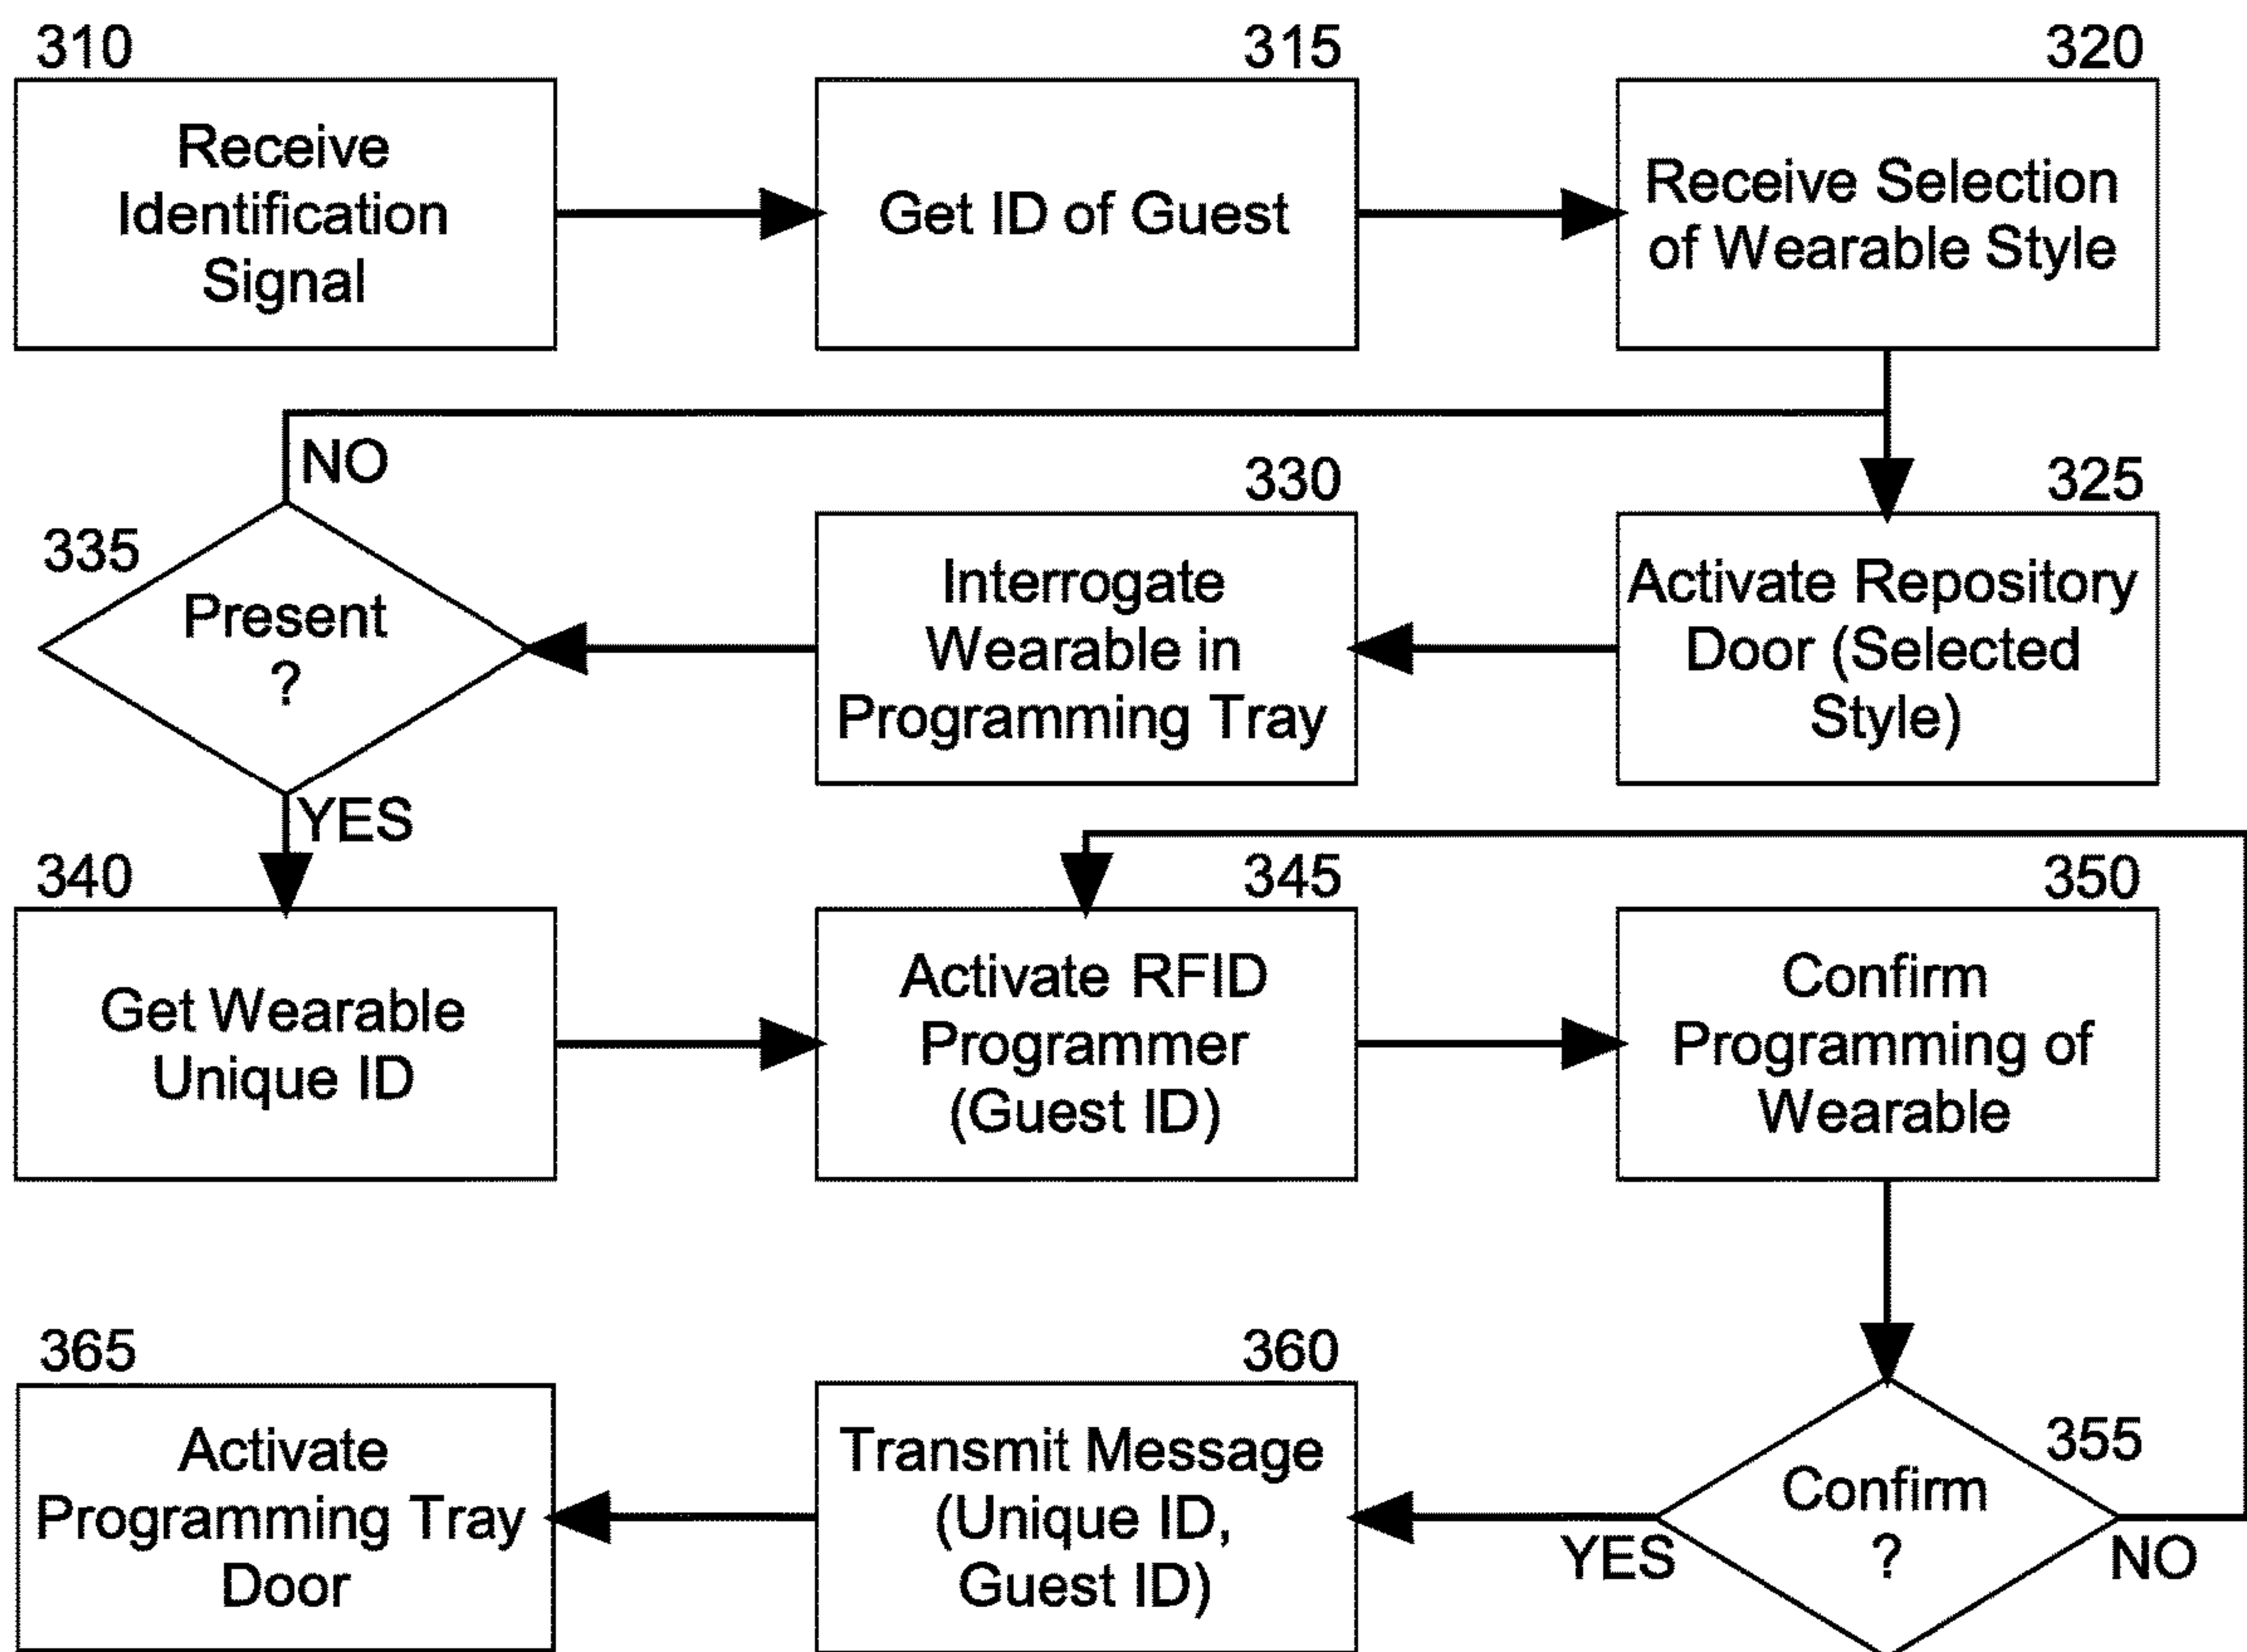 310
Receive
Identification
Signal
315
Get ID of Guest
320
Receive Selection
of Wearable Style
325
Activate Repository
Door (Selected
Style)
330
Interrogate
Wearable in
Programming Tray
335
Present
?
NO
YES
340
Get Wearable
Unique ID
345
Activate RFID
Programmer
(Guest ID)
350
Confirm
Programming of
Wearable
355
Confirm
?
YES
NO
360
Transmit Message
(Unique ID,
Guest ID)
365
Activate
Programming Tray
Door